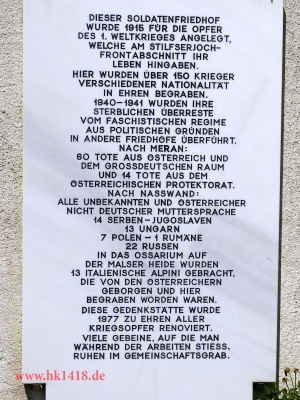 DIESER SOLDATENFRIEDHOF
WURDE 1915 FÜR DIE OPFER
DES 1. WELTKRIEGES ANGELEGT,
WELCHE AM STILFSERJOCH-
FRONTABSCHNITT IHR
LEBEN HINGABEN.
HIER WURDEN ÜBER 150 KRIEGER
VERSCHIEDENER NATIONALITÄT
IN EHREN BEGRABEN.
1940-1941 WURDEN IHRE
STERBLICHEN ÜBERRESTE
VOM FASCHISTISCHEN REGIME
AUS POLITISCHEN GRÜNDEN
IN ANDERE FRIEDHÖFE ÜBERFÜHRT.
NACH MERAN:
60 TOTE AUS ÖSTERREICH UND
DEM GROSSDEUTSCHEN RAUM
UND 14 TOTE AUS DEM
ÖSTERREICHISCHEN PROTEKTORAT.
NACH NASSWAND:
ALLE UNBEKANNTEN UND ÖSTERREICHER
NICHT DEUTSCHER MUTTERSPRACHE
14 SERBEN-JUGOSLAVEN
13 UNGARN
7 POLEN - 1 RUMÄNE
22 RUSSEN
IN DAS OSSARIUM AUF
DER MALSER HEIDE WURDEN
13 ITALIENISCHE ALPINI GEBRACHT,
DIE VON DEN ÖSTERREICHERN
GEBORGEN UND HIER
BEGRABEN WORDEN WAREN.
DIESE GEDENKSTÄTTE WURDE
1977 ZU EHREN ALLER
KRIEGSOPFER RENOVIERT.
VIELE GEBEINE, AUF DIE MAN
WÄHREND DER ARBEITEN STIESS,
RUHEN IM GEMEINSCHAFTSGRAB.
www.hk1418.de